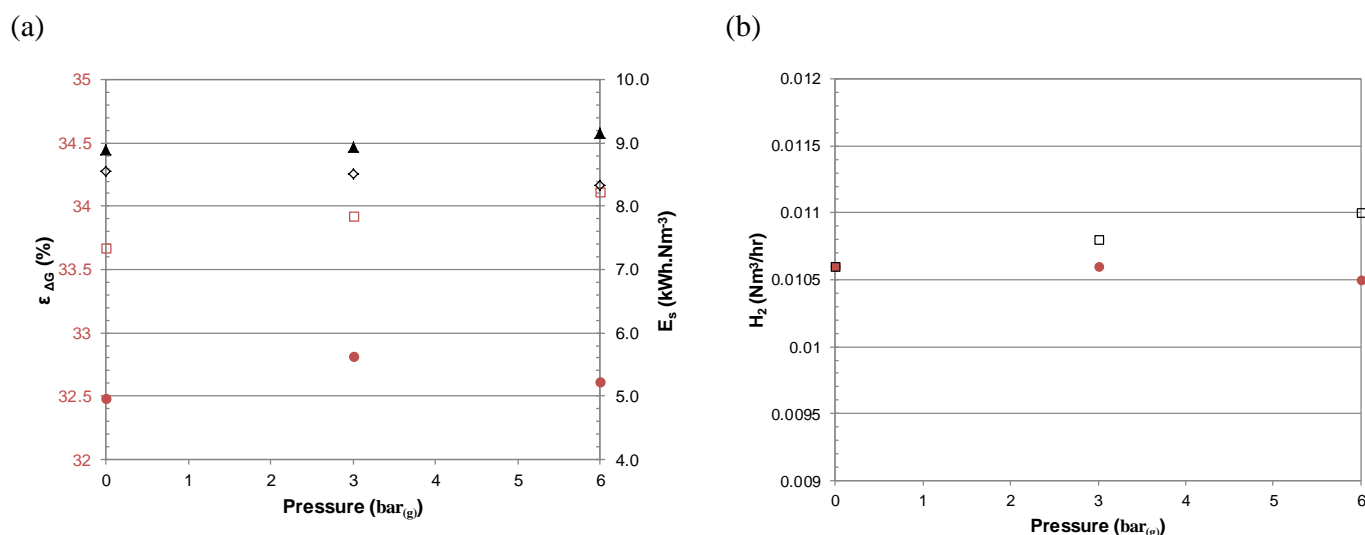 (a)
35
34.5
34
33.5
33
32.5
32
ε ΔG (%)
10.0
9.0
8.0
7.0
6.0
5.0
4.0
Es (kWh.Nm-3)
0 1 2 3 4 5 6
Pressure (bar(g))
(b)
0.012
0.0115
0.011
0.0105
0.01
0.0095
0.009
H2 (Nm3/hr)
0 1 2 3 4 5 6
Pressure (bar(g))